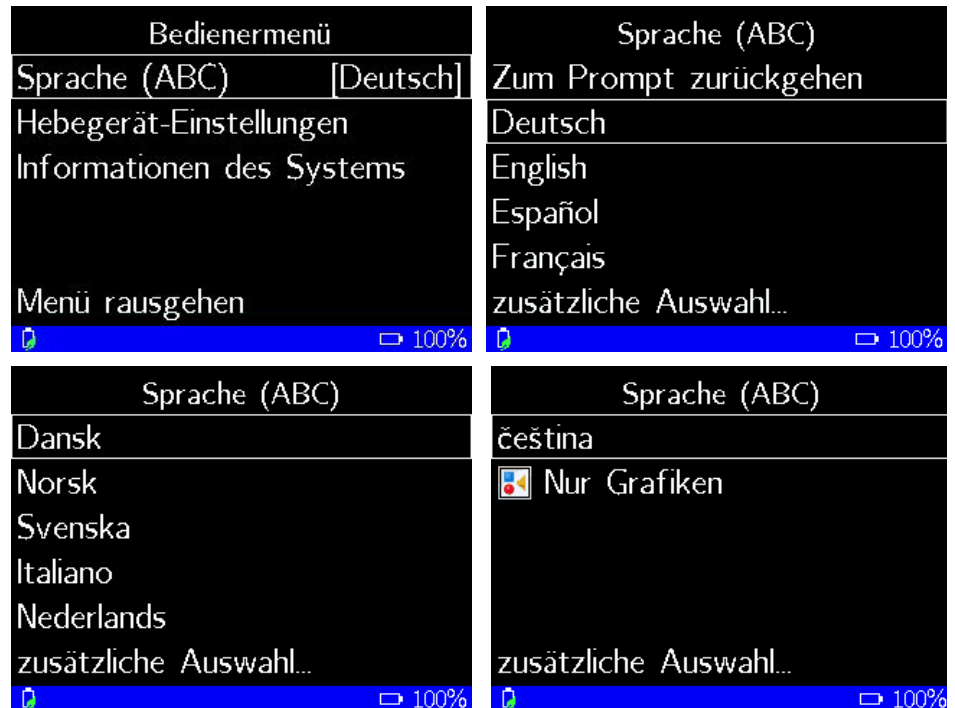 Bedienermenü
Sprache (ABC) [Deutsch]
Hebegerät-Einstellungen
Informationen des Systems
Menü rausgehen
100%
Sprache (ABC)
Zum Prompt zurückgehen
Deutsch
English
Español
Français
zusätzliche Auswahl...
100%
Sprache (ABC)
Dansk
Norsk
Svenska
Italiano
Nederlands
zusätzliche Auswahl...
100%
Sprache (ABC)
čeština
Nur Grafiken
zusätzliche Auswahl...
100%